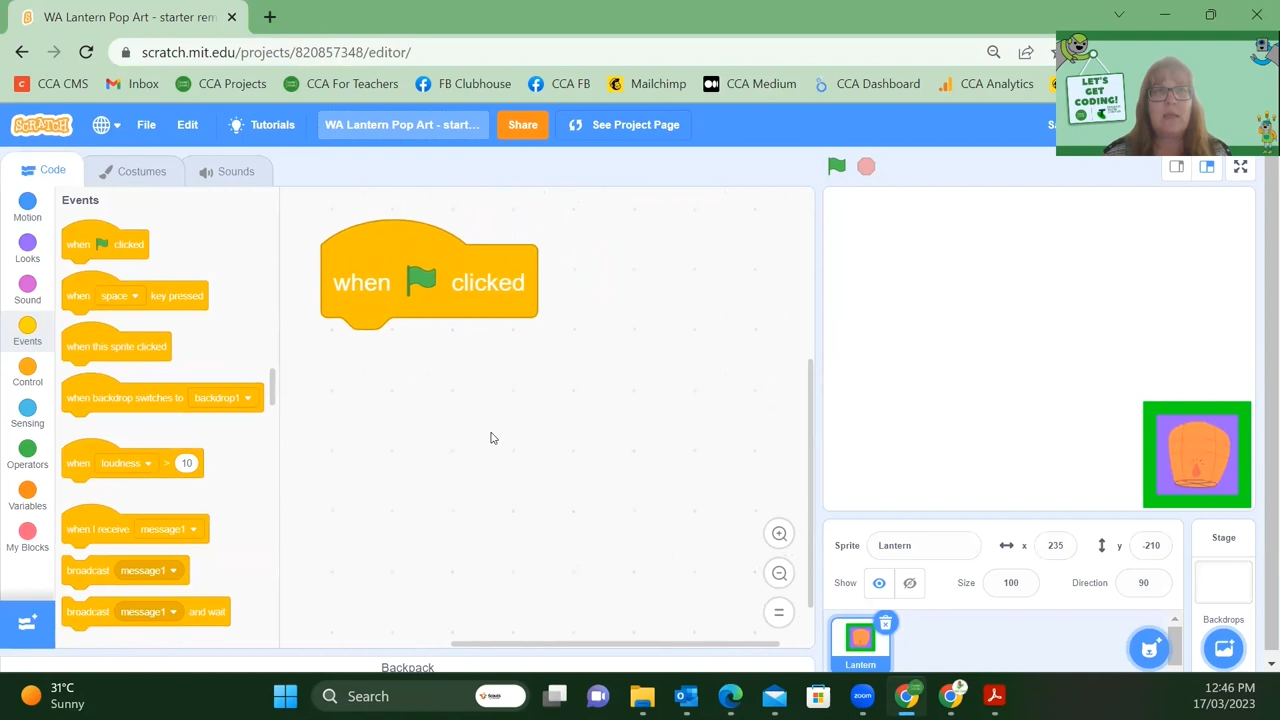 WA Lantern Pop Art - starter rem
scratch.mit.edu/projects/820857348/editor/
CCA CMS
Inbox
CCA Projects
CCA For Teachers
FB Clubhouse
CCA FB
Mailchimp
CCA Medium
CCA Dashboard
CCA Analytics
LET'S
GET
CODING!
SCRATCH
File
Edit
Tutorials
WA Lantern Pop Art - start...
Share
See Project Page
Sa
Code
Costumes
Sounds
Motion
Looks
Sound
Events
Control
Sensing
Operators
Variables
My Blocks
Events
when clicked
when space key pressed
when this sprite clicked
when backdrop switches to backdrop1
when loudness > 10
when I receive message1
broadcast message1
broadcast message1 and wait
when clicked
Sprite Lantern x 235 y -210
Show Size 100 Direction 90
Lantern
Stage
Backdrops
Backpack
31°C
Sunny
Search
zoom
12:46 PM
17/03/2023